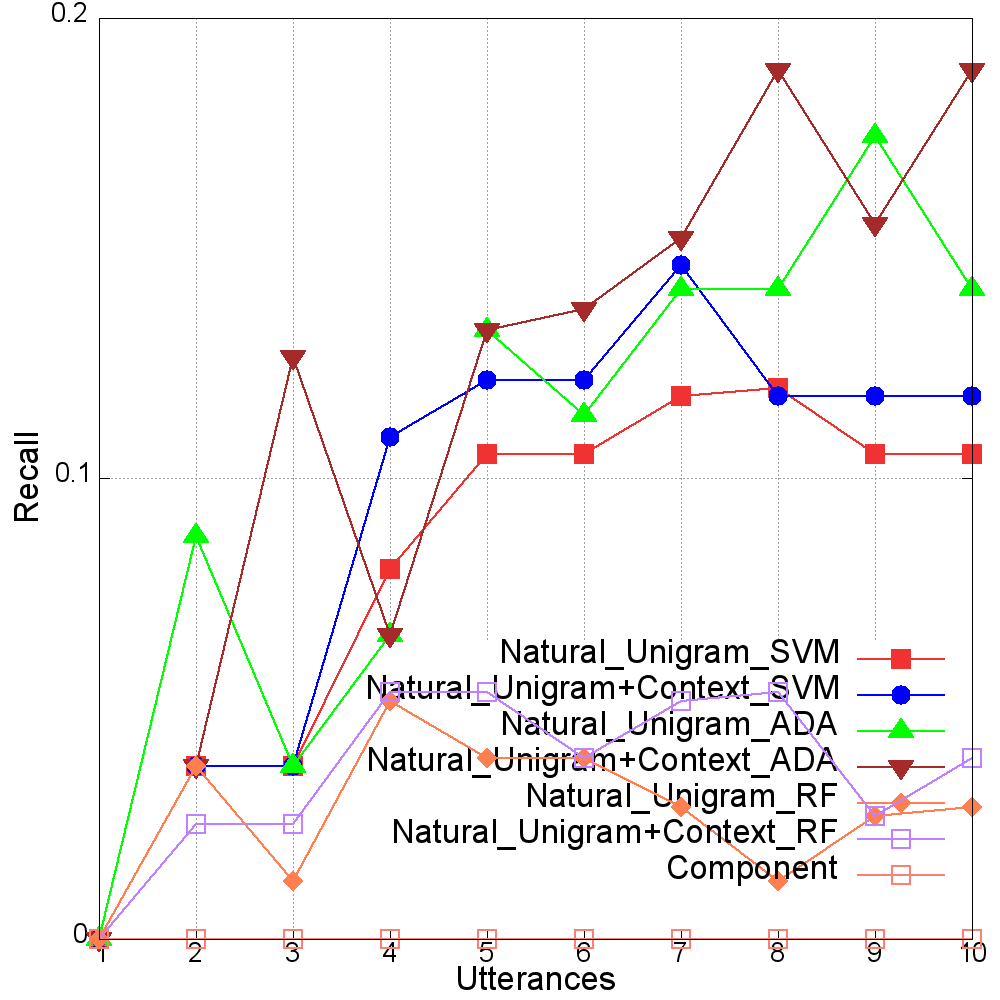 0.2
0.1
0
Recall
Natural_Unigram_SVM
Natural_Unigram+Context_SVM
Natural_Unigram_ADA
Natural_Unigram+Context_ADA
Natural_Unigram_RF
Natural_Unigram+Context_RF
Component
1 2 3 4 5 6 7 8 9 10
Utterances